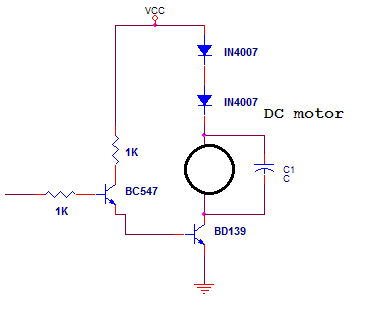 VCC
IN4007
IN4007
DC motor
1K
C1
C
BC547
1K
BD139